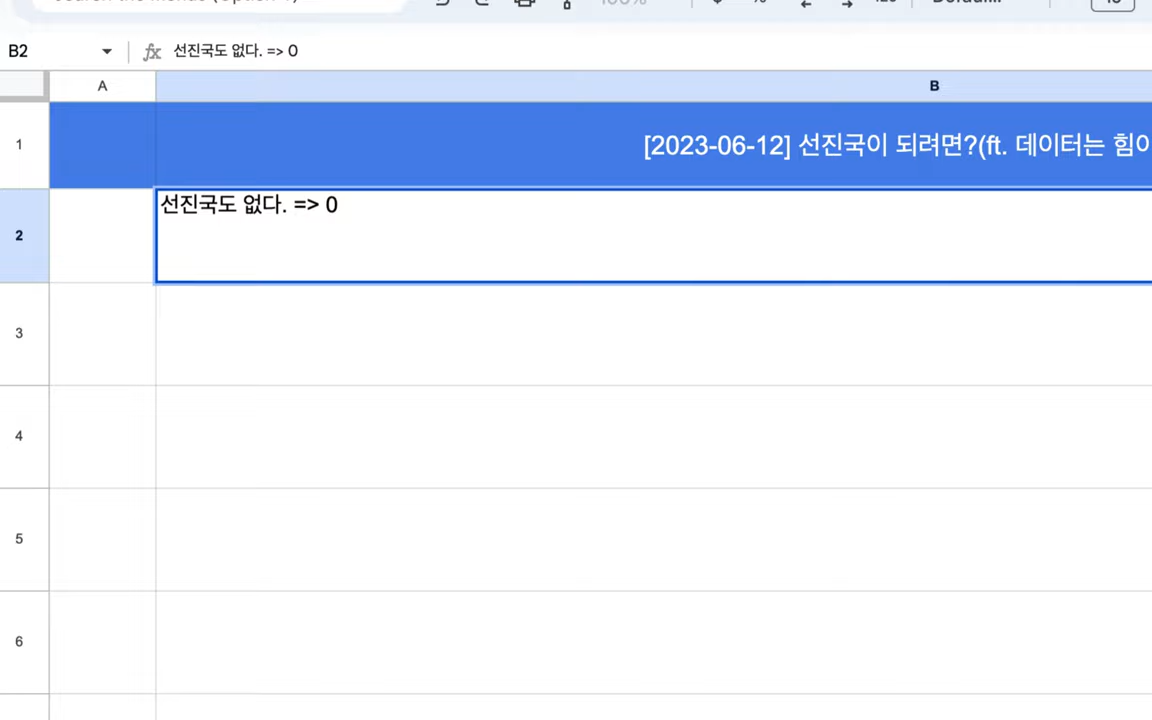 100%
B2
선진국도 없다. => 0
A
B
1
[2023-06-12] 선진국이 되려면?(ft. 데이터는 힘이
2
선진국도 없다. => 0
3
4
5
6